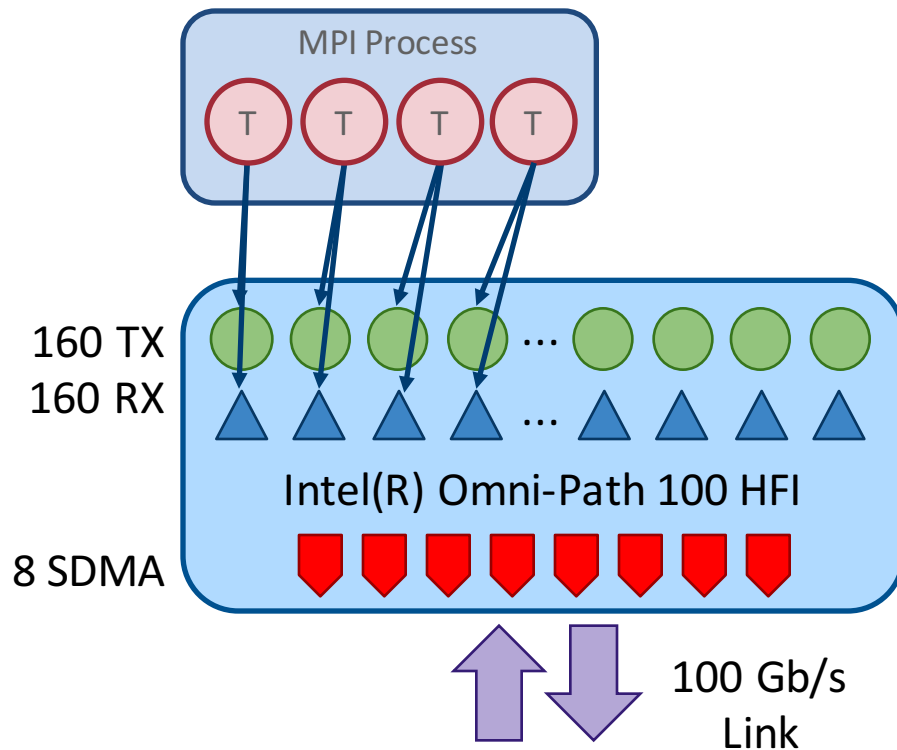 MPI Process
T T T T
160 TX
...
160 RX
...
Intel(R) Omni-Path 100 HFI
8 SDMA
100 Gb/s
Link